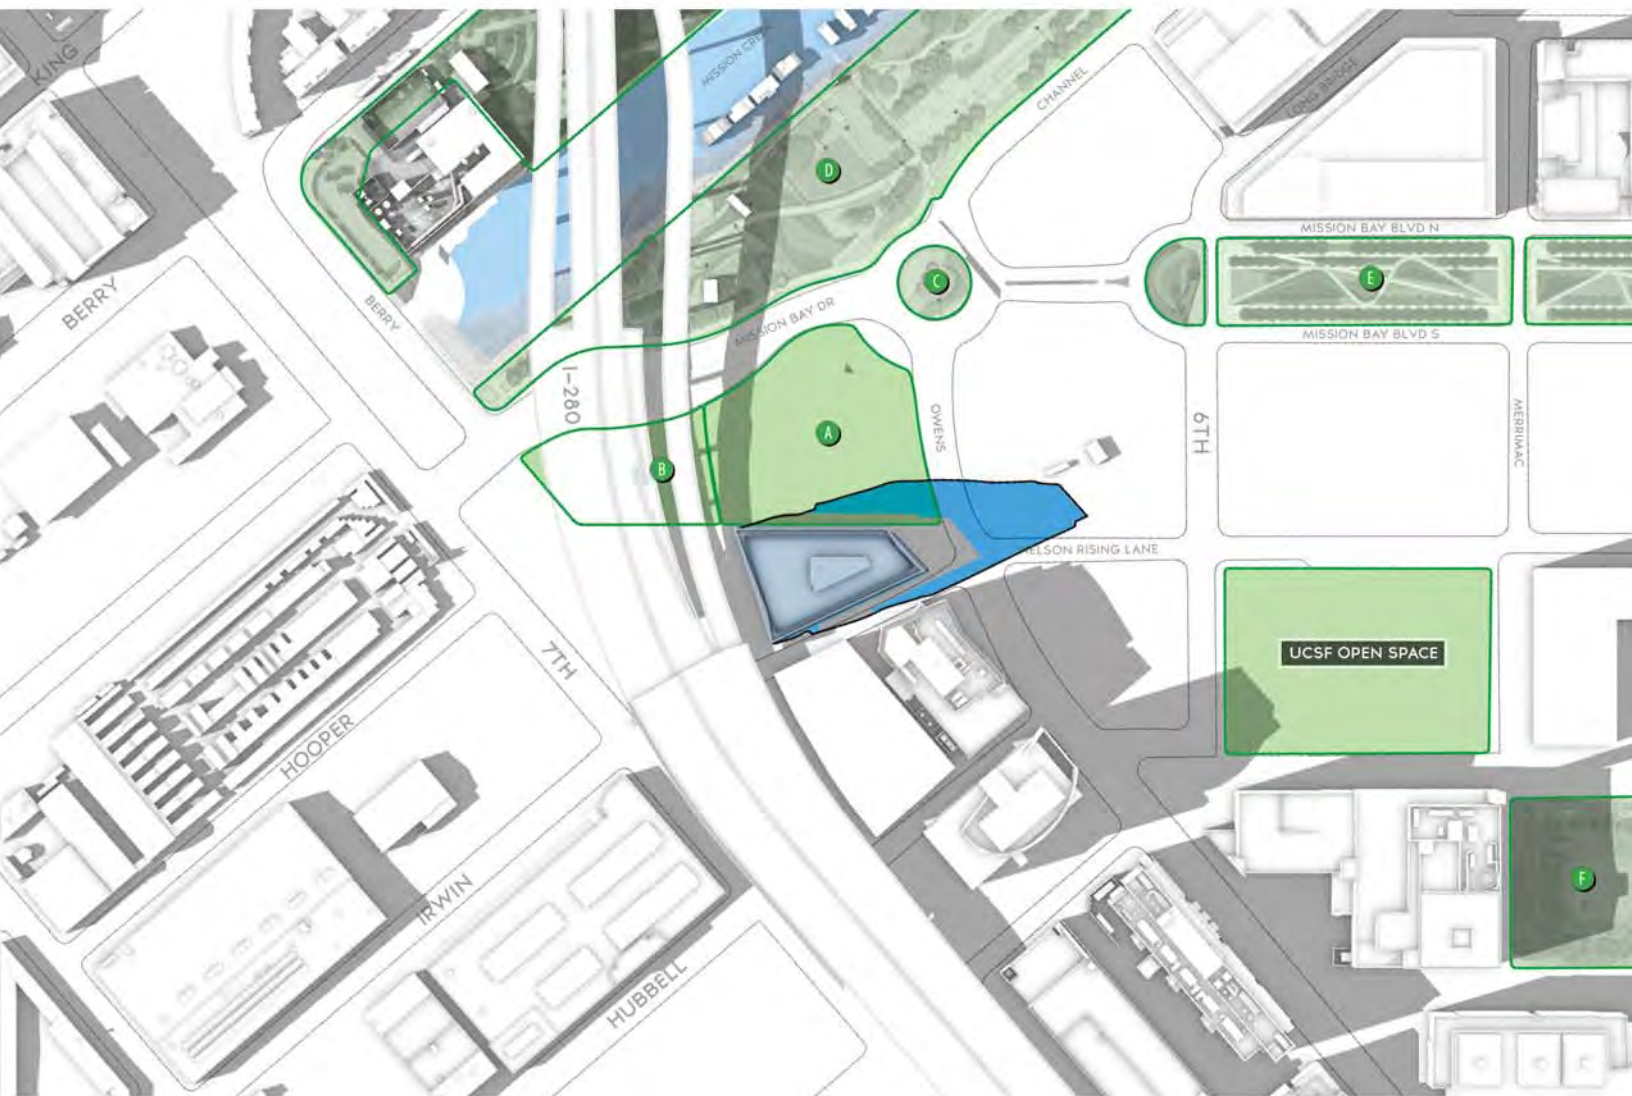 KING
MISSION CREEK
D
CHANNEL
LONG BRIDGE
MISSION BAY BLVD N
C
E
BERRY
BERRY
MISSION BAY DR
MISSION BAY BLVD S
I-280
OWENS
6TH
MERRIMAC
A
B
NELSON RISING LANE
UCSF OPEN SPACE
7TH
HOOPER
F
IRWIN
HUBBELL